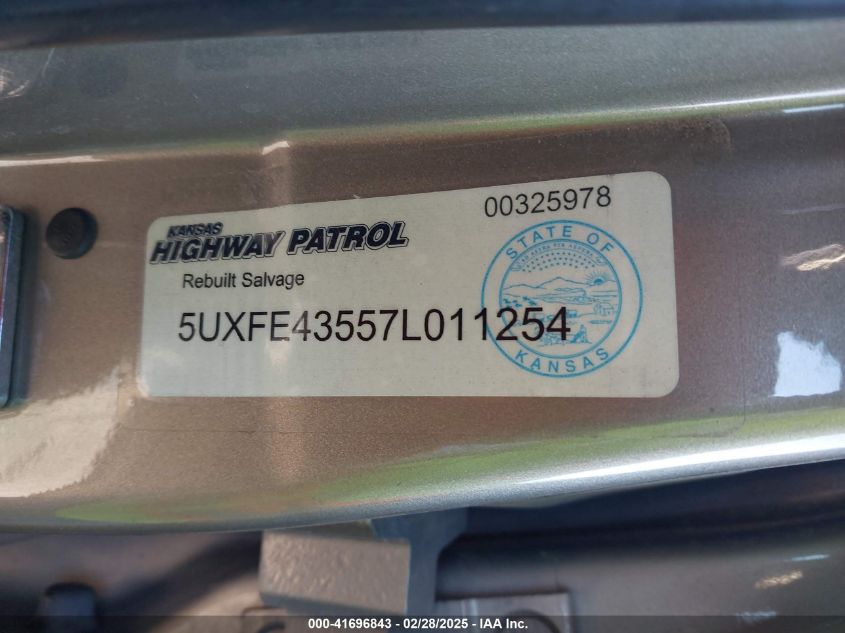 00325978
KANSAS
HIGHWAY PATROL
Rebuilt Salvage
5UXFE43557L011254
STATE OF
KANSAS
000-41696843 / 02/28/2025 - IAA Inc.